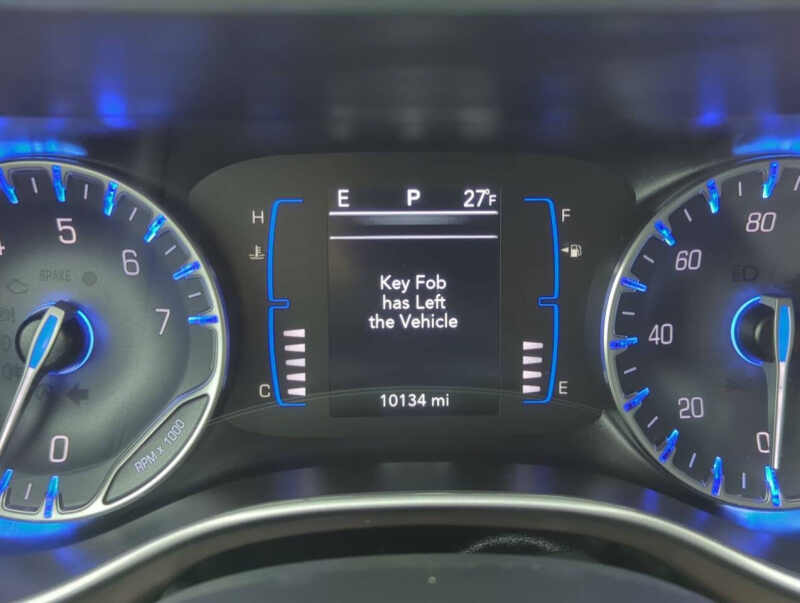 E P 27°F
H
F
Key Fob
has Left
the Vehicle
C
E
10134 mi
5
6
7
0
BRAKE
RPM x 1000
80
60
40
20
0